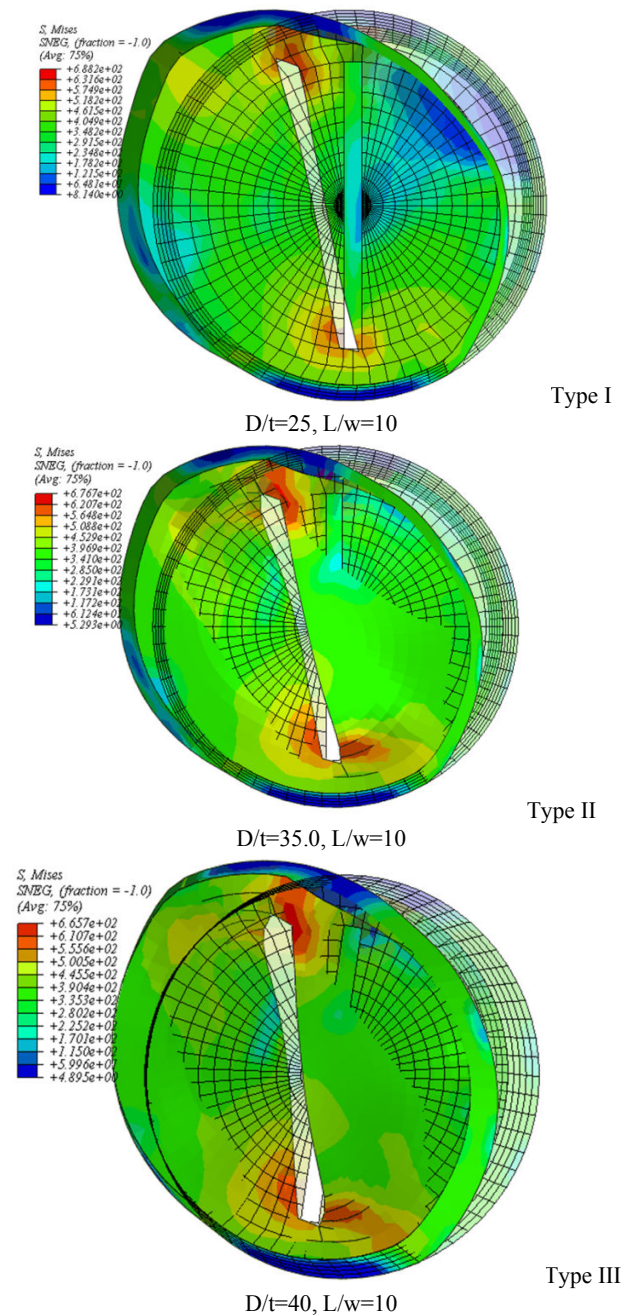 S, Mises
SNEG, (fraction = -1.0)
(Avg: 75%)
+6.882e+02
+6.316e+02
+5.749e+02
+5.182e+02
+4.615e+02
+4.049e+02
+3.482e+02
+2.915e+02
+2.348e+02
+1.782e+02
+1.215e+02
+6.481e+01
+8.140e+00
Type I
D/t=25, L/w=10
S, Mises
SNEG, (fraction = -1.0)
(Avg: 75%)
+6.767e+02
+6.207e+02
+5.648e+02
+5.088e+02
+4.529e+02
+3.969e+02
+3.410e+02
+2.850e+02
+2.291e+02
+1.731e+02
+1.172e+02
+6.124e+01
+5.293e+00
Type II
D/t=35.0, L/w=10
S, Mises
SNEG, (fraction = -1.0)
(Avg: 75%)
+6.657e+02
+6.107e+02
+5.556e+02
+5.005e+02
+4.455e+02
+3.904e+02
+3.353e+02
+2.802e+02
+2.252e+02
+1.701e+02
+1.150e+02
+5.996e+01
+4.895e+00
Type III
D/t=40, L/w=10